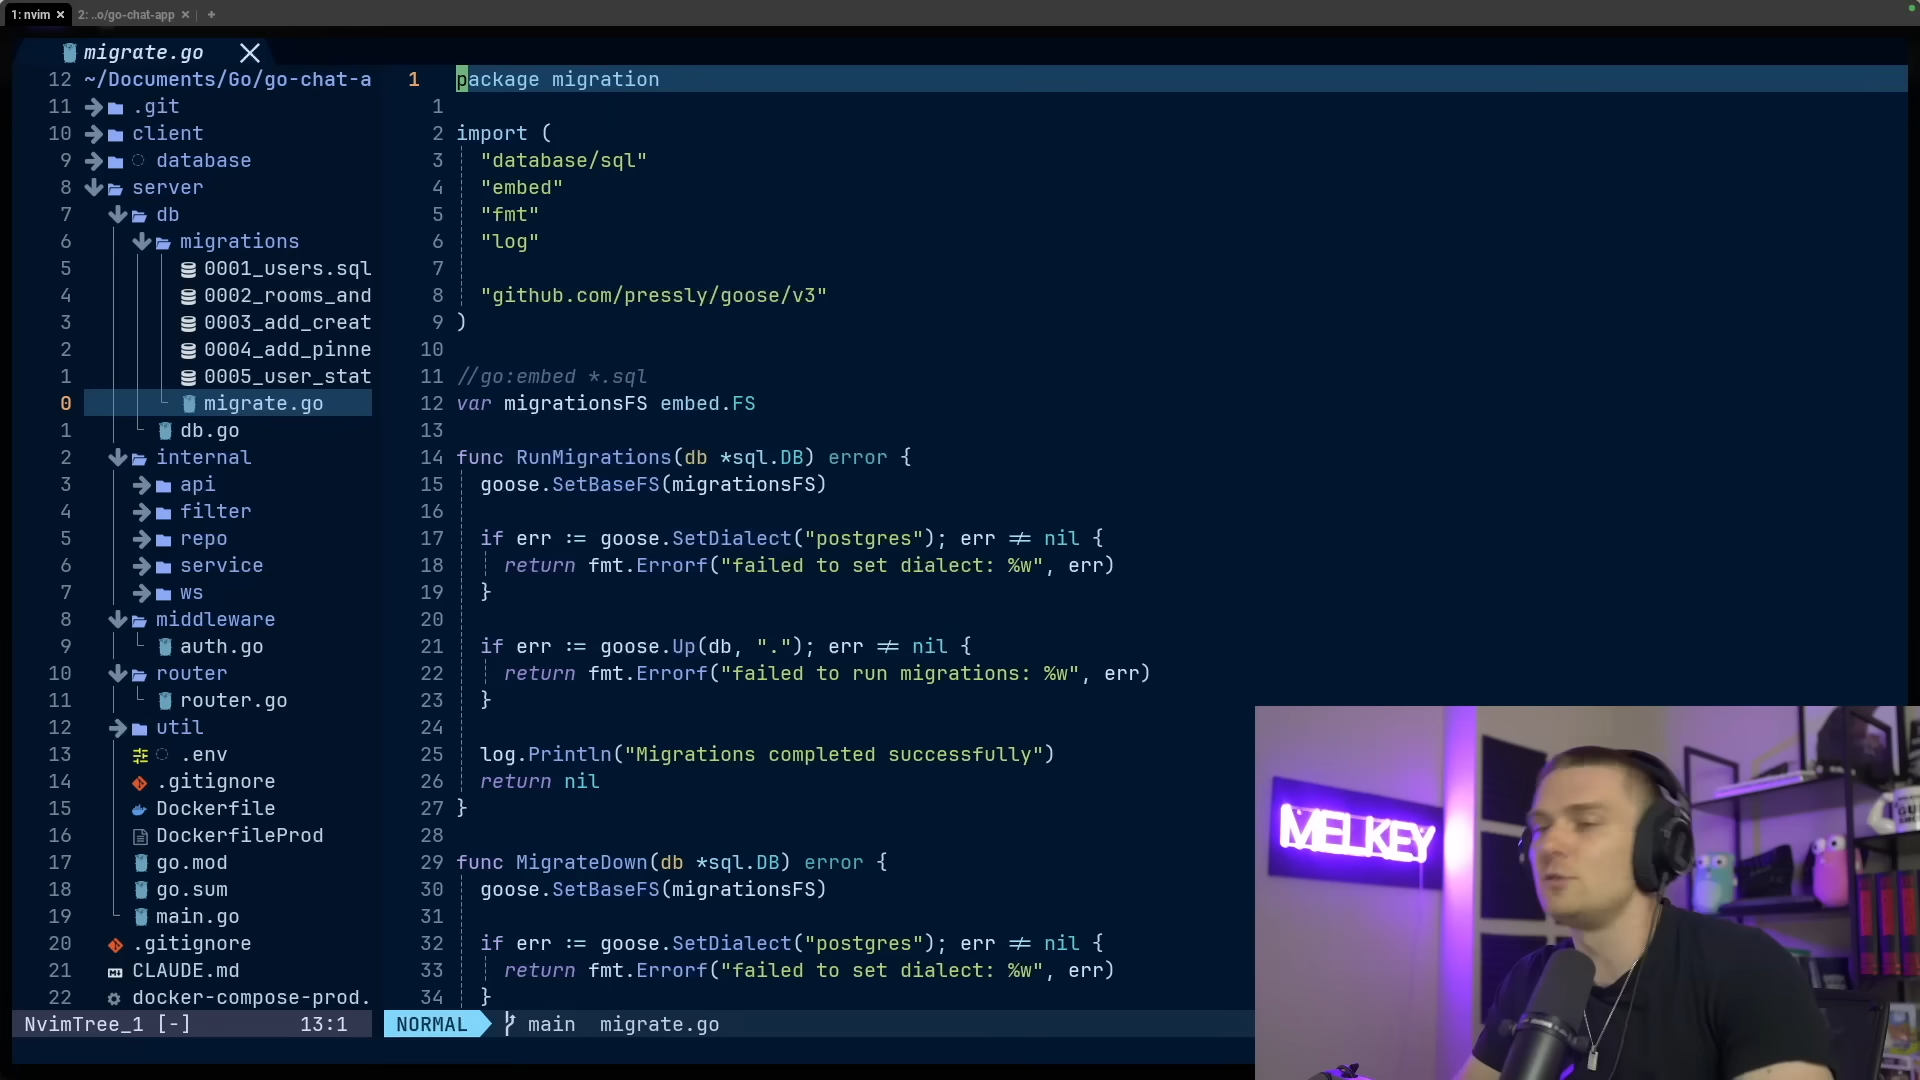 1: nvim ✕ 2: ..o/go-chat-app ✕ +
migrate.go
12 ~/Documents/Go/go-chat-a
11 .git
10 client
9 database
8 server
7 db
6 migrations
5 0001_users.sql
4 0002_rooms_and
3 0003_add_creat
2 0004_add_pinne
1 0005_user_stat
0 migrate.go
1 db.go
2 internal
3 api
4 filter
5 repo
6 service
7 ws
8 middleware
9 auth.go
10 router
11 router.go
12 util
13 .env
14 .gitignore
15 Dockerfile
16 DockerfileProd
17 go.mod
18 go.sum
19 main.go
20 .gitignore
21 CLAUDE.md
22 docker-compose-prod.
NvimTree_1 [-] 13:1
1 package migration
1
2 import (
3 "database/sql"
4 "embed"
5 "fmt"
6 "log"
7
8 "github.com/pressly/goose/v3"
9 )
10
11 //go:embed *.sql
12 var migrationsFS embed.FS
13
14 func RunMigrations(db *sql.DB) error {
15 goose.SetBaseFS(migrationsFS)
16
17 if err := goose.SetDialect("postgres"); err != nil {
18 return fmt.Errorf("failed to set dialect: %w", err)
19 }
20
21 if err := goose.Up(db, "."); err != nil {
22 return fmt.Errorf("failed to run migrations: %w", err)
23 }
24
25 log.Println("Migrations completed successfully")
26 return nil
27 }
28
29 func MigrateDown(db *sql.DB) error {
30 goose.SetBaseFS(migrationsFS)
31
32 if err := goose.SetDialect("postgres"); err != nil {
33 return fmt.Errorf("failed to set dialect: %w", err)
34 }
NORMAL main migrate.go
MELKEY